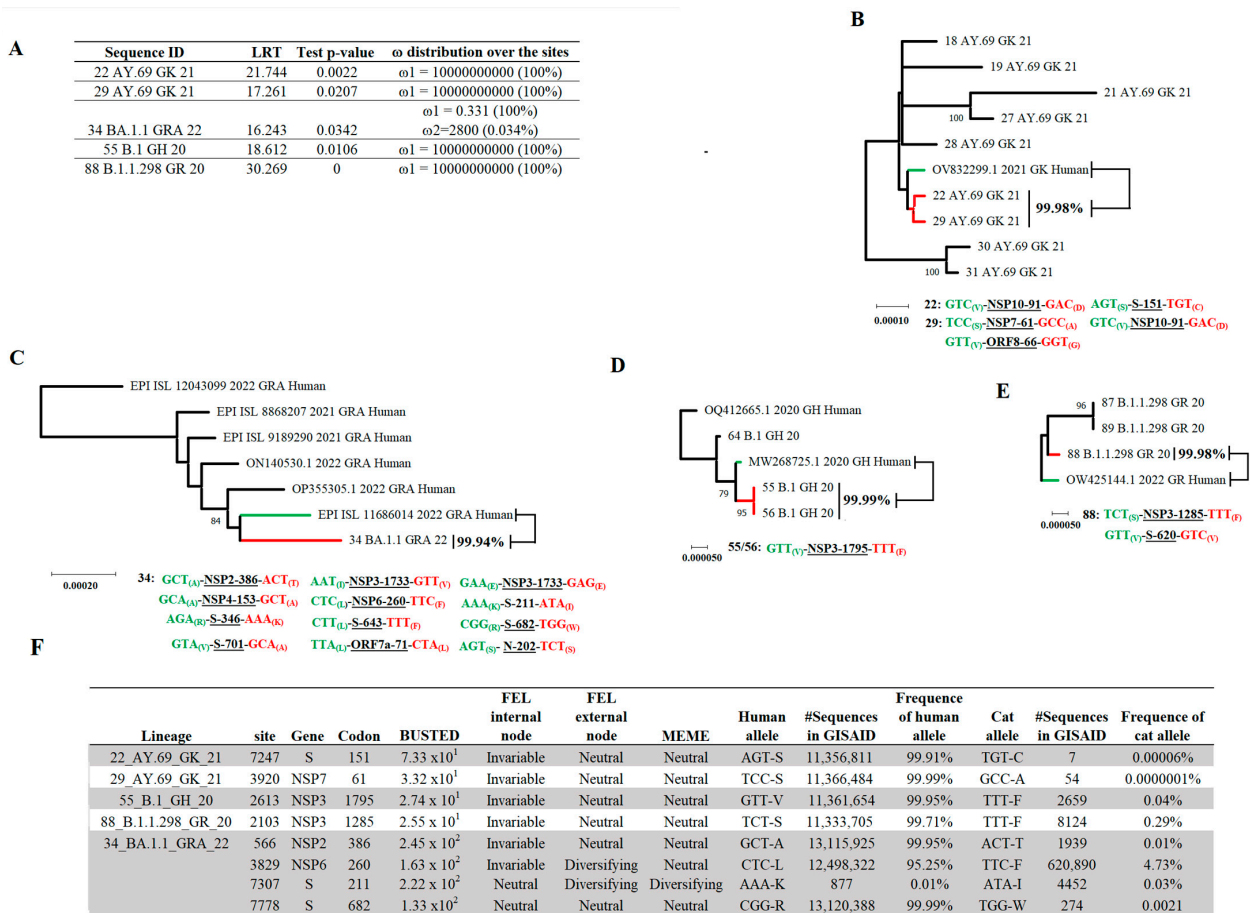 A
Sequence ID LRT Test p-value ω distribution over the sites
22 AY.69 GK 21 21.744 0.0022 ω1 = 10000000000 (100%)
29 AY.69 GK 21 17.261 0.0207 ω1 = 10000000000 (100%)
ω1 = 0.331 (100%)
34 BA.1.1 GRA 22 16.243 0.0342 ω2=2800 (0.034%)
55 B.1 GH 20 18.612 0.0106 ω1 = 10000000000 (100%)
88 B.1.1.298 GR 20 30.269 0 ω1 = 10000000000 (100%)
B
18 AY.69 GK 21
19 AY.69 GK 21
21 AY.69 GK 21
100
27 AY.69 GK 21
28 AY.69 GK 21
OV832299.1 2021 GK Human
22 AY.69 GK 21
99.98%
29 AY.69 GK 21
30 AY.69 GK 21
100
31 AY.69 GK 21
0.00010
22: GTC(V)-NSP10-91-GAC(D) AGT(S)-S-151-TGT(C)
29: TCC(S)-NSP7-61-GCC(A) GTC(V)-NSP10-91-GAC(D)
GTT(V)-ORF8-66-GGT(G)
C
EPI ISL 12043099 2022 GRA Human
EPI ISL 8868207 2021 GRA Human
EPI ISL 9189290 2021 GRA Human
ON140530.1 2022 GRA Human
OP355305.1 2022 GRA Human
84
EPI ISL 11686014 2022 GRA Human
34 BA.1.1 GRA 22 99.94%
0.00020
34: GCT(A)-NSP2-386-ACT(T) AAT(I)-NSP3-1733-GTT(V) GAA(E)-NSP3-1733-GAG(E)
GCA(A)-NSP4-153-GCT(A) CTC(L)-NSP6-260-TTC(F) AAA(K)-S-211-ATA(I)
AGA(R)-S-346-AAA(K) CTT(L)-S-643-TTT(F) CGG(R)-S-682-TGG(W)
GTA(V)-S-701-GCA(A) TTA(L)-ORF7a-71-CTA(L) AGT(S)-N-202-TCT(S)
D
OQ412665.1 2020 GH Human
64 B.1 GH 20
MW268725.1 2020 GH Human
79
55 B.1 GH 20
99.99%
95
56 B.1 GH 20
0.000050
55/56: GTT(V)-NSP3-1795-TTT(F)
E
87 B.1.1.298 GR 20
96
89 B.1.1.298 GR 20
88 B.1.1.298 GR 20 99.98%
OW425144.1 2022 GR Human
0.000050
88: TCT(S)-NSP3-1285-TTT(F)
GTT(V)-S-620-GTC(V)
F
Lineage site Gene Codon BUSTED FEL internal node FEL external node MEME Human allele #Sequences in GISAID Frequence of human allele Cat allele #Sequences in GISAID Frequence of cat allele
22_AY.69_GK_21 7247 S 151 7.33 x10¹ Invariable Neutral Neutral AGT-S 11,356,811 99.91% TGT-C 7 0.00006%
29_AY.69_GK_21 3920 NSP7 61 3.32 x10¹ Invariable Neutral Neutral TCC-S 11,366,484 99.99% GCC-A 54 0.0000001%
55_B.1_GH_20 2613 NSP3 1795 2.74 x 10¹ Invariable Neutral Neutral GTT-V 11,361,654 99.95% TTT-F 2659 0.04%
88_B.1.1.298_GR_20 2103 NSP3 1285 2.55 x 10¹ Invariable Neutral Neutral TCT-S 11,333,705 99.71% TTT-F 8124 0.29%
34_BA.1.1_GRA_22 566 NSP2 386 2.45 x 10² Invariable Neutral Neutral GCT-A 13,115,925 99.95% ACT-T 1939 0.01%
3829 NSP6 260 1.63 x 10² Invariable Diversifying Neutral CTC-L 12,498,322 95.25% TTC-F 620,890 4.73%
7307 S 211 2.22 x 10² Neutral Diversifying Diversifying AAA-K 877 0.01% ATA-I 4452 0.03%
7778 S 682 1.33 x 10² Neutral Neutral Neutral CGG-R 13,120,388 99.99% TGG-W 274 0.0021